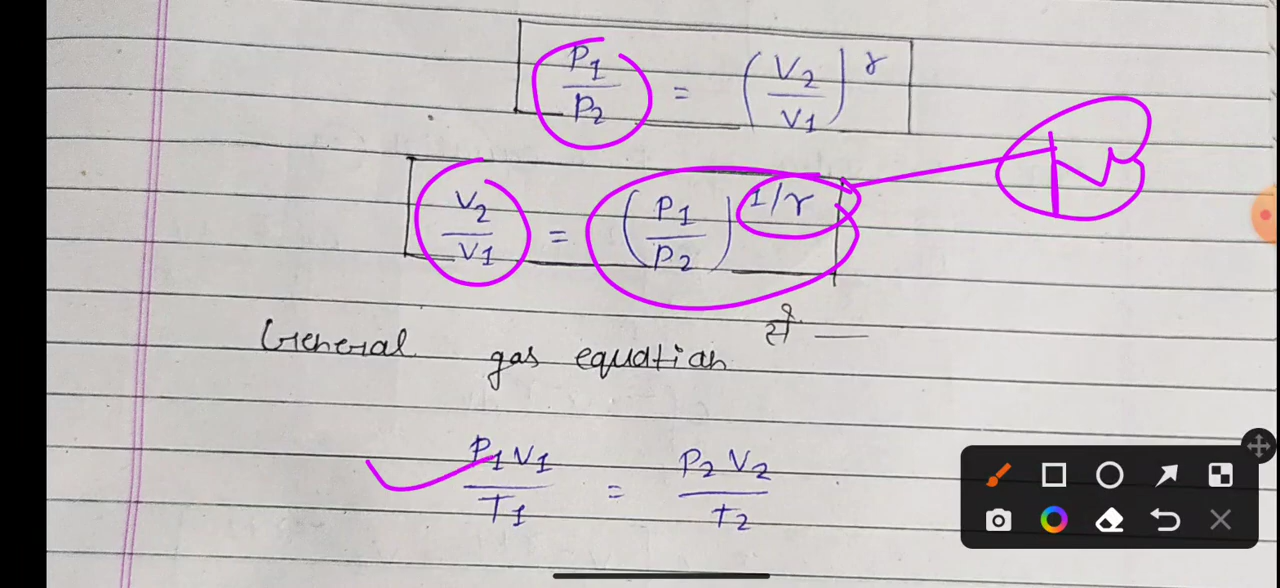 P1/P2 = (V2/V1)^γ
V2/V1 = (P1/P2)^1/γ
General gas equation से —
P1V1/T1 = P2V2/T2